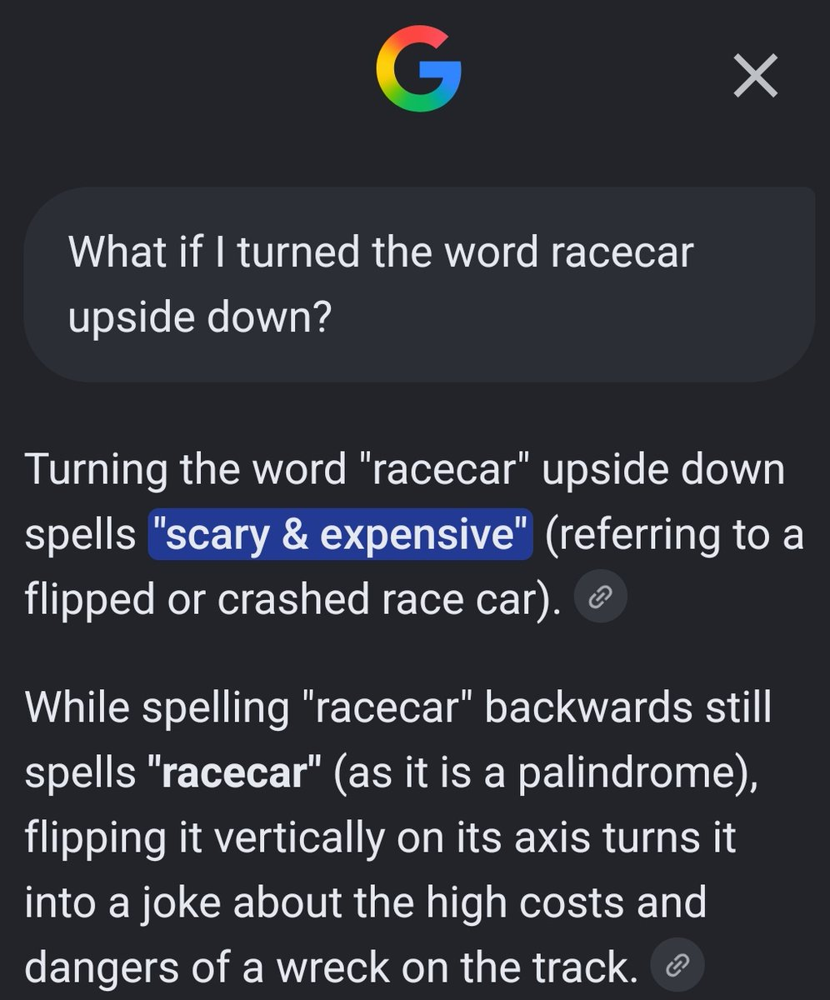 What if I turned the word racecar
upside down?
Turning the word "racecar" upside down
spells "scary & expensive" (referring to a
flipped or crashed race car).
While spelling "racecar" backwards still
spells "racecar" (as it is a palindrome),
flipping it vertically on its axis turns it
into a joke about the high costs and
dangers of a wreck on the track.